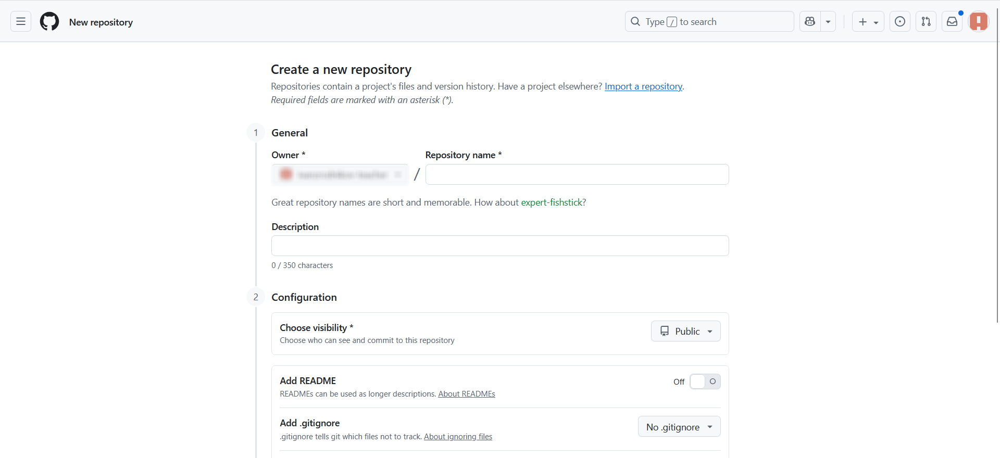 New repository
Type / to search
Create a new repository
Repositories contain a project's files and version history. Have a project elsewhere? Import a repository.
Required fields are marked with an asterisk (*).
1 General
Owner * Repository name *
/
Great repository names are short and memorable. How about expert-fishstick?
Description
0 / 350 characters
2 Configuration
Choose visibility *
Public
Choose who can see and commit to this repository
Add README
Off
READMEs can be used as longer descriptions. About READMEs
Add .gitignore
No .gitignore
.gitignore tells git which files not to track. About ignoring files